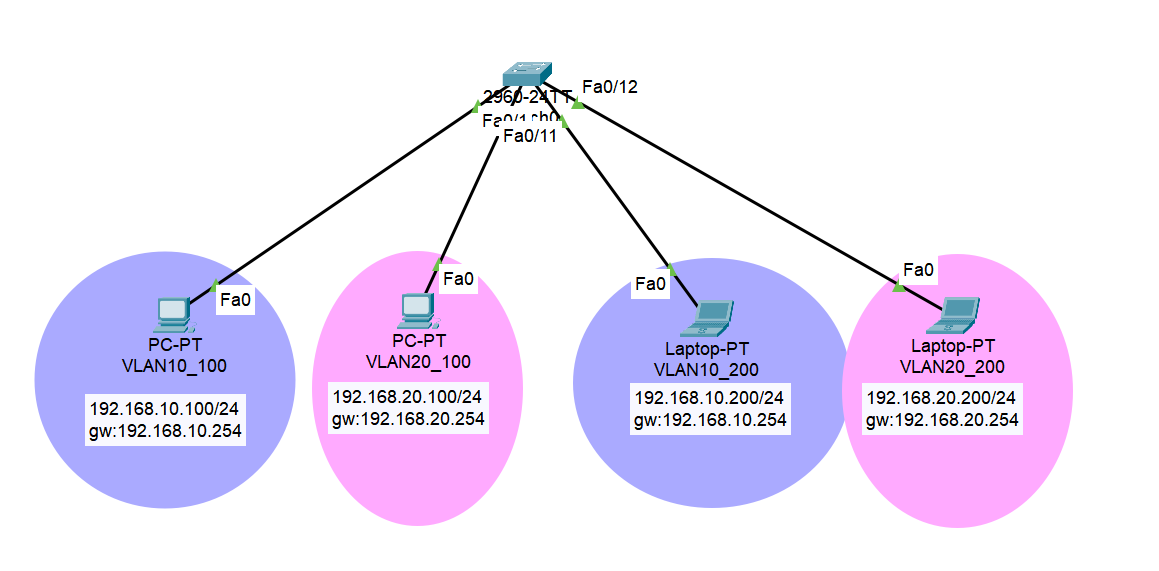 Fa0/12
2960-24TT
Fa0/11
Fa0
PC-PT
VLAN10_100
192.168.10.100/24
gw:192.168.10.254
Fa0
PC-PT
VLAN20_100
192.168.20.100/24
gw:192.168.20.254
Fa0
Laptop-PT
VLAN10_200
192.168.10.200/24
gw:192.168.10.254
Fa0
Laptop-PT
VLAN20_200
192.168.20.200/24
gw:192.168.20.254